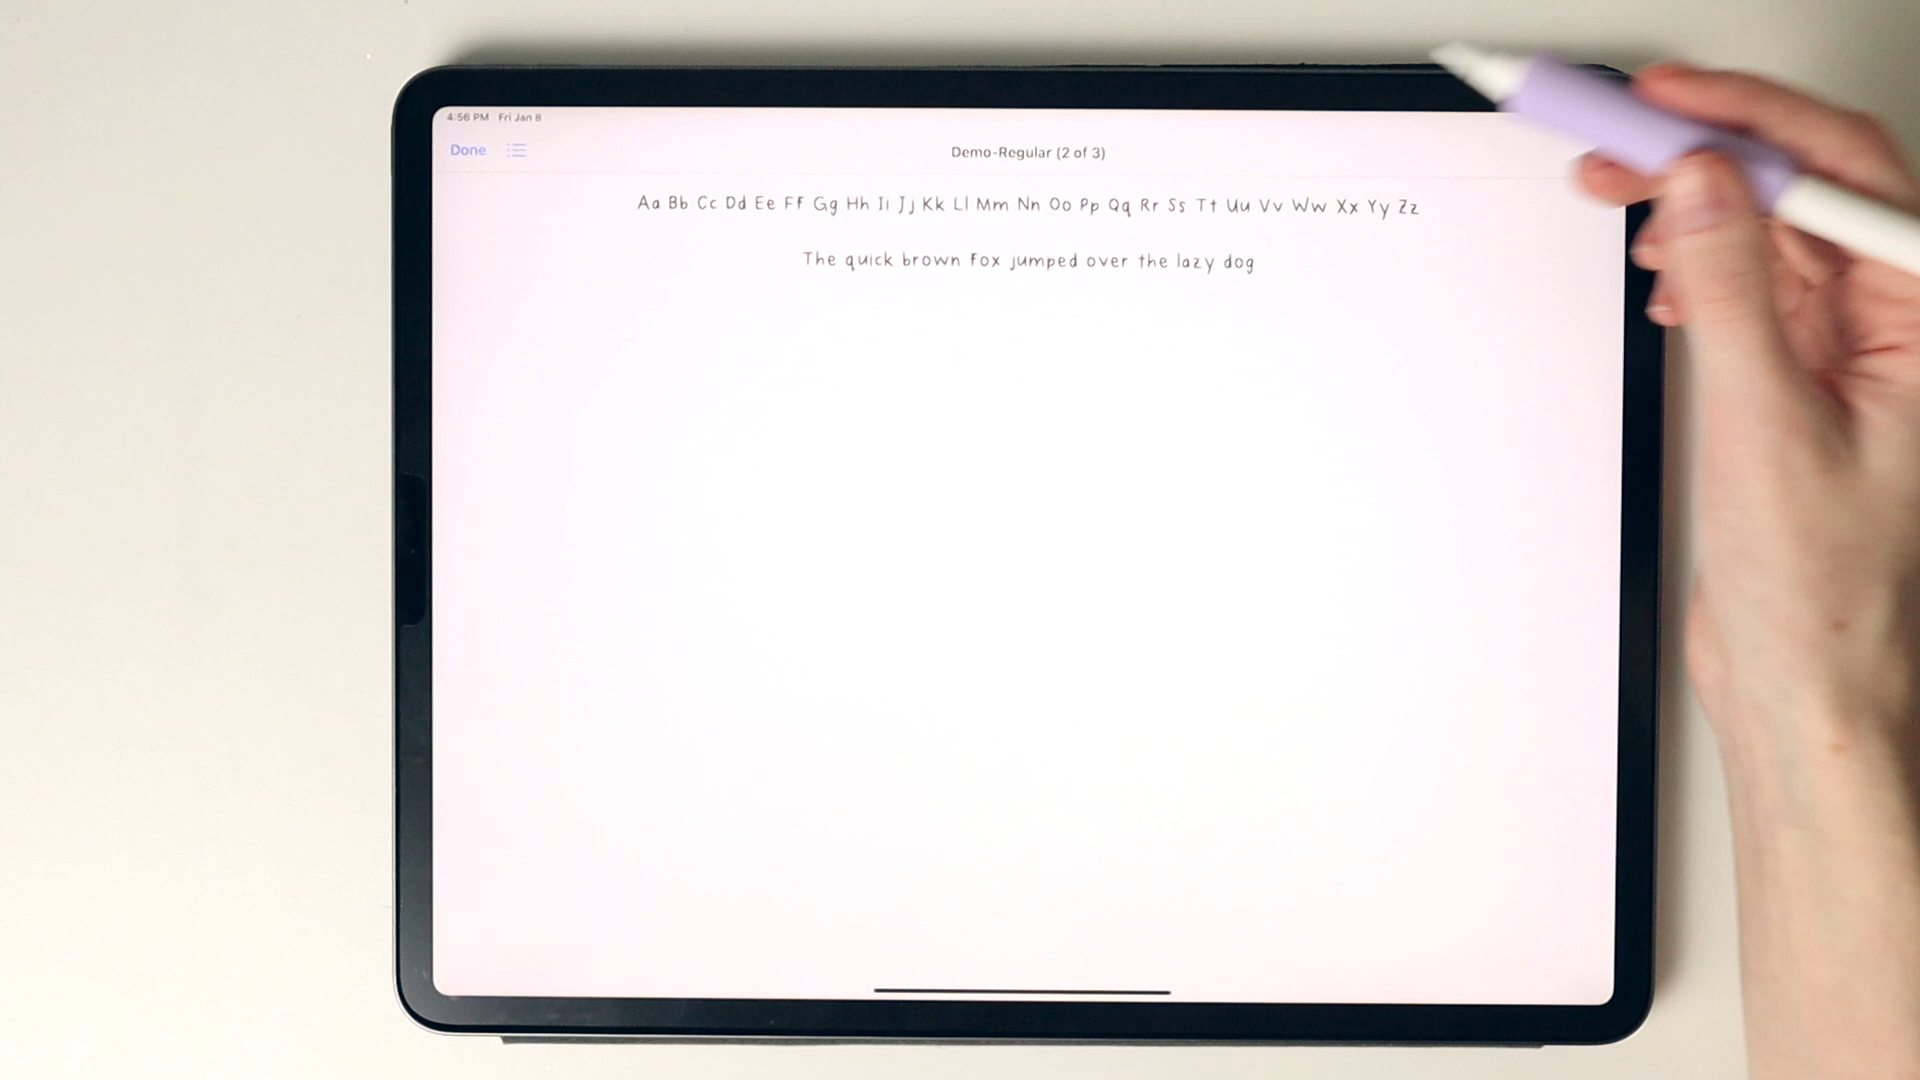 4:56 PM Fri Jan 8
Done
Demo-Regular (2 of 3)
Aa Bb Cc Dd Ee Ff Gg Hh Ii Jj Kk Ll Mm Nn Oo Pp Qq Rr Ss Tt Uu Vv Ww Xx Yy Zz
The quick brown fox jumped over the lazy dog